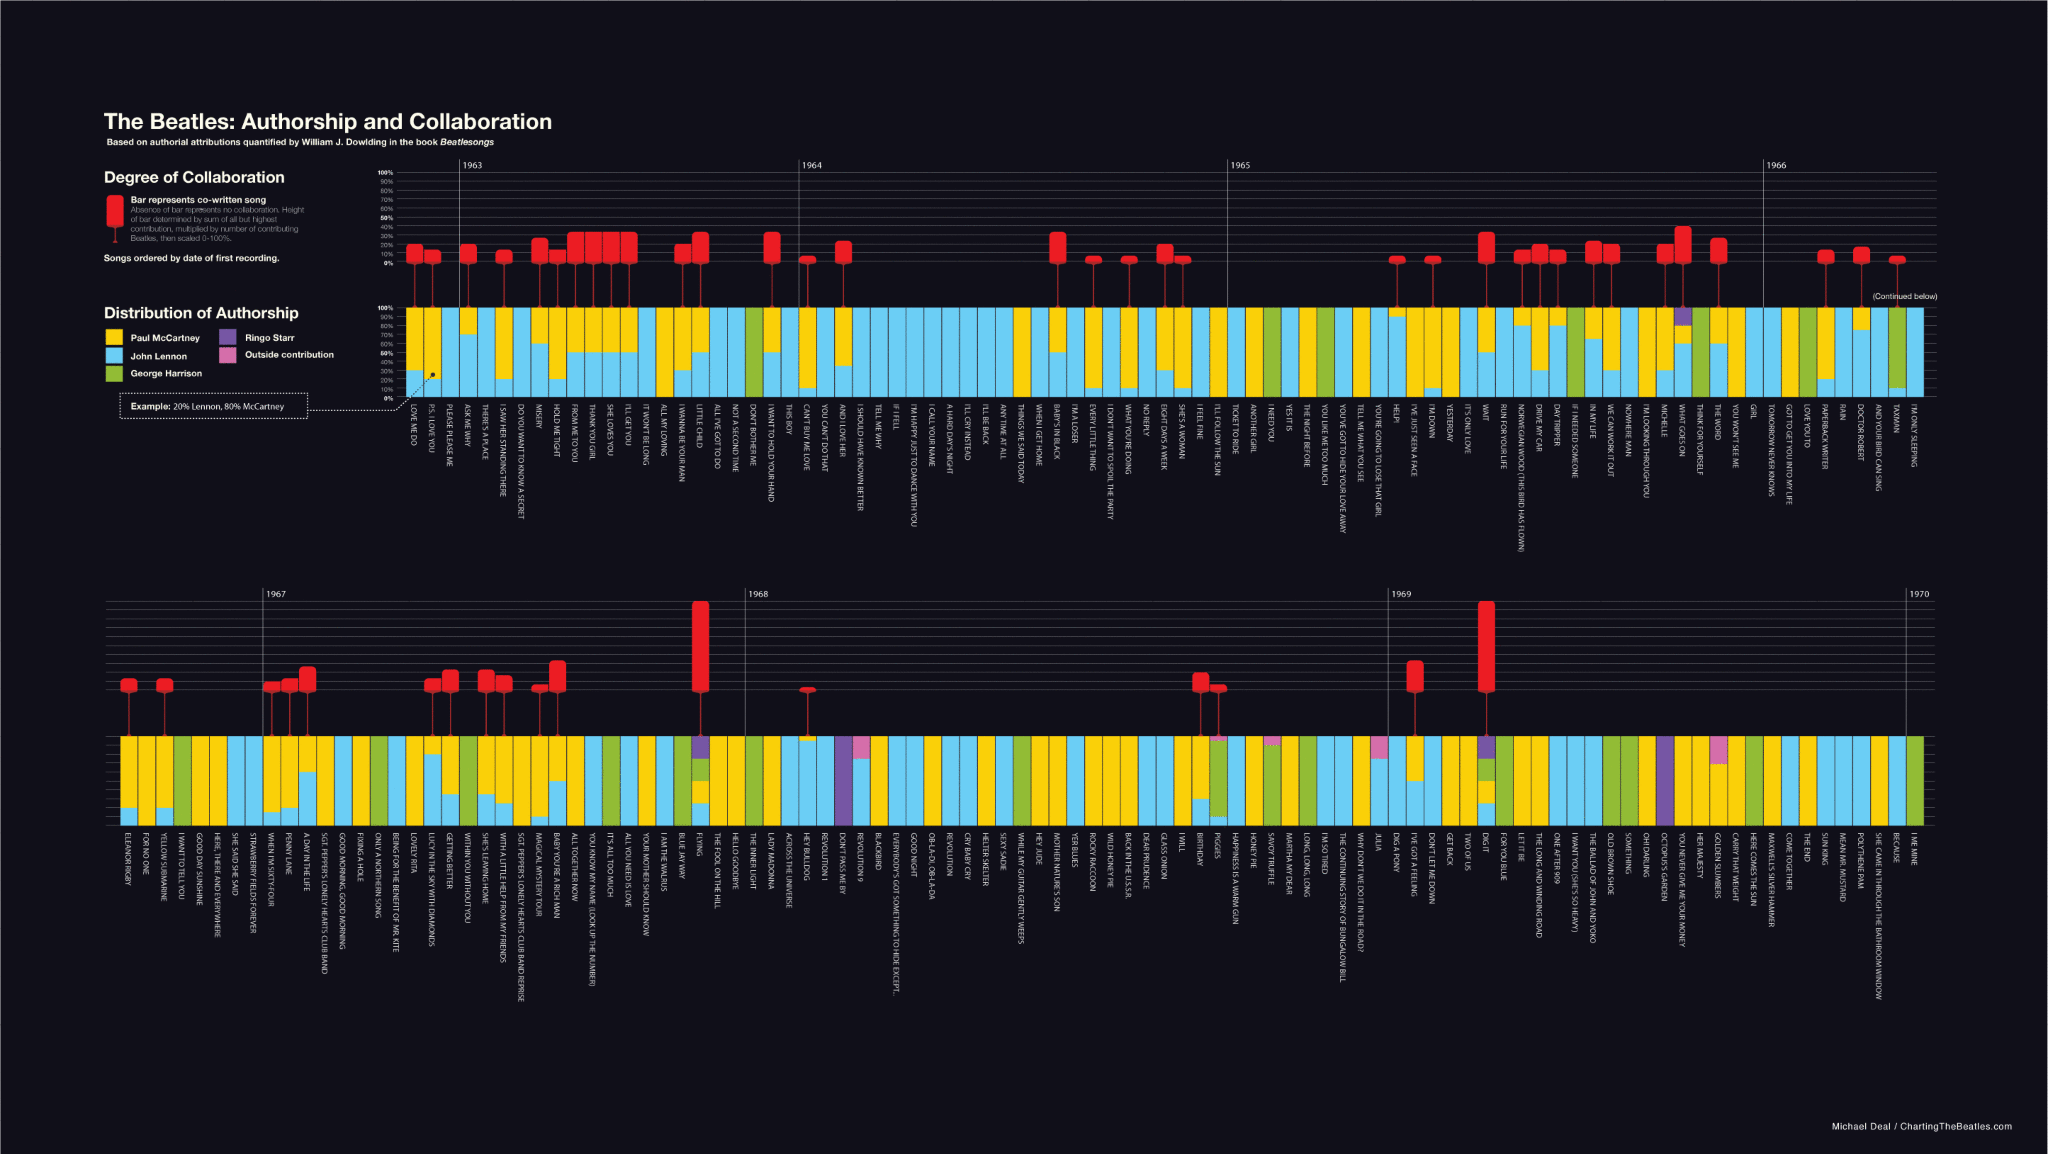 The Beatles: Authorship and Collaboration
Based on authorial attributions quantified by William J. Dowlding in the book Beatlesongs
Degree of Collaboration
Bar represents co-written song
Absence of bar represents no collaboration. Height
of bar determined by sum of all but highest
contribution, multiplied by number of contributing
Beatles, then scaled 0-100%.
Songs ordered by date of first recording.
1963
1964
1965
1966
100%
90%
80%
70%
60%
50%
40%
30%
20%
10%
0%
(Continued below)
Distribution of Authorship
Paul McCartney
Ringo Starr
John Lennon
Outside contribution
George Harrison
Example: 20% Lennon, 80% McCartney
100%
90%
80%
70%
60%
50%
40%
30%
20%
10%
0%
LOVE ME DO
P.S. I LOVE YOU
PLEASE PLEASE ME
ASK ME WHY
THERE'S A PLACE
I SAW HER STANDING THERE
DO YOU WANT TO KNOW A SECRET
MISERY
HOLD ME TIGHT
FROM ME TO YOU
THANK YOU GIRL
SHE LOVES YOU
I'LL GET YOU
IT WON'T BE LONG
ALL MY LOVING
I WANNA BE YOUR MAN
LITTLE CHILD
ALL I'VE GOT TO DO
NOT A SECOND TIME
DON'T BOTHER ME
I WANT TO HOLD YOUR HAND
THIS BOY
CAN'T BUY ME LOVE
YOU CAN'T DO THAT
AND I LOVE HER
I SHOULD HAVE KNOWN BETTER
TELL ME WHY
IF I FELL
I'M HAPPY JUST TO DANCE WITH YOU
I CALL YOUR NAME
A HARD DAY'S NIGHT
I'LL CRY INSTEAD
I'LL BE BACK
ANY TIME AT ALL
THINGS WE SAID TODAY
WHEN I GET HOME
BABY'S IN BLACK
I'M A LOSER
EVERY LITTLE THING
I DON'T WANT TO SPOIL THE PARTY
WHAT YOU'RE DOING
NO REPLY
EIGHT DAYS A WEEK
SHE'S A WOMAN
I FEEL FINE
I'LL FOLLOW THE SUN
TICKET TO RIDE
ANOTHER GIRL
I NEED YOU
YES IT IS
THE NIGHT BEFORE
YOU LIKE ME TOO MUCH
YOU'VE GOT TO HIDE YOUR LOVE AWAY
TELL ME WHAT YOU SEE
YOU'RE GOING TO LOSE THAT GIRL
HELP!
I'VE JUST SEEN A FACE
I'M DOWN
YESTERDAY
IT'S ONLY LOVE
WAIT
RUN FOR YOUR LIFE
NORWEGIAN WOOD (THIS BIRD HAS FLOWN)
DRIVE MY CAR
DAY TRIPPER
IF I NEEDED SOMEONE
IN MY LIFE
WE CAN WORK IT OUT
NOWHERE MAN
I'M LOOKING THROUGH YOU
MICHELLE
WHAT GOES ON
THINK FOR YOURSELF
THE WORD
YOU WON'T SEE ME
GIRL
TOMORROW NEVER KNOWS
GOT TO GET YOU INTO MY LIFE
LOVE YOU TO
PAPERBACK WRITER
RAIN
DOCTOR ROBERT
AND YOUR BIRD CAN SING
TAXMAN
I'M ONLY SLEEPING
1967
1968
1969
1970
ELEANOR RIGBY
FOR NO ONE
YELLOW SUBMARINE
I WANT TO TELL YOU
GOOD DAY SUNSHINE
HERE, THERE AND EVERYWHERE
SHE SAID SHE SAID
STRAWBERRY FIELDS FOREVER
WHEN I'M SIXTY-FOUR
PENNY LANE
A DAY IN THE LIFE
SGT. PEPPER'S LONELY HEARTS CLUB BAND
GOOD MORNING, GOOD MORNING
FIXING A HOLE
ONLY A NORTHERN SONG
BEING FOR THE BENEFIT OF MR. KITE
LOVELY RITA
LUCY IN THE SKY WITH DIAMONDS
GETTING BETTER
WITHIN YOU WITHOUT YOU
SHE'S LEAVING HOME
WITH A LITTLE HELP FROM MY FRIENDS
SGT. PEPPER'S LONELY HEARTS CLUB BAND REPRISE
MAGICAL MYSTERY TOUR
BABY YOU'RE A RICH MAN
ALL TOGETHER NOW
YOU KNOW MY NAME (LOOK UP THE NUMBER)
IT'S ALL TOO MUCH
ALL YOU NEED IS LOVE
YOUR MOTHER SHOULD KNOW
I AM THE WALRUS
BLUE JAY WAY
FLYING
THE FOOL ON THE HILL
HELLO GOODBYE
THE INNER LIGHT
LADY MADONNA
ACROSS THE UNIVERSE
HEY BULLDOG
REVOLUTION 1
DON'T PASS ME BY
REVOLUTION 9
BLACKBIRD
EVERYBODY'S GOT SOMETHING TO HIDE EXCEPT...
GOOD NIGHT
OB-LA-DI, OB-LA-DA
REVOLUTION
CRY BABY CRY
HELTER SKELTER
SEXY SADIE
WHILE MY GUITAR GENTLY WEEPS
HEY JUDE
MOTHER NATURE'S SON
YER BLUES
ROCKY RACCOON
WILD HONEY PIE
BACK IN THE U.S.S.R.
DEAR PRUDENCE
GLASS ONION
I WILL
BIRTHDAY
PIGGIES
HAPPINESS IS A WARM GUN
HONEY PIE
SAVOY TRUFFLE
MARTHA MY DEAR
LONG, LONG, LONG
I'M SO TIRED
THE CONTINUING STORY OF BUNGALOW BILL
WHY DON'T WE DO IT IN THE ROAD?
JULIA
DIG A PONY
I'VE GOT A FEELING
DON'T LET ME DOWN
GET BACK
TWO OF US
DIG IT
FOR YOU BLUE
LET IT BE
THE LONG AND WINDING ROAD
ONE AFTER 909
I WANT YOU (SHE'S SO HEAVY)
THE BALLAD OF JOHN AND YOKO
OLD BROWN SHOE
SOMETHING
OH! DARLING
OCTOPUS'S GARDEN
YOU NEVER GIVE ME YOUR MONEY
HER MAJESTY
GOLDEN SLUMBERS
CARRY THAT WEIGHT
HERE COMES THE SUN
MAXWELL'S SILVER HAMMER
COME TOGETHER
THE END
SUN KING
MEAN MR. MUSTARD
POLYTHENE PAM
SHE CAME IN THROUGH THE BATHROOM WINDOW
BECAUSE
I ME MINE
Michael Deal / ChartingTheBeatles.com